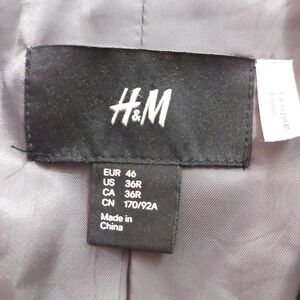 H&M
EUR 46
US 36R
CA 36R
CN 170/92A
Made in
China